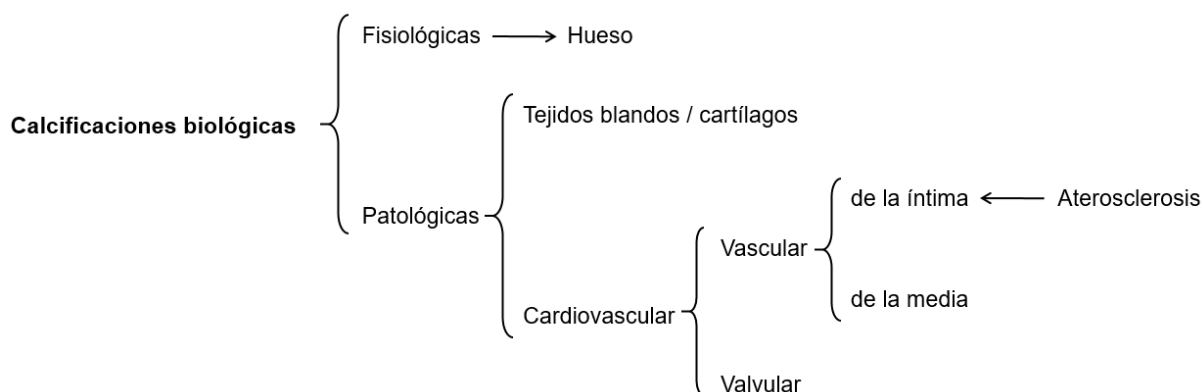 Fisiológicas Hueso
Tejidos blandos / cartílagos
Calcificaciones biológicas
de la íntima Aterosclerosis
Patológicas
Vascular
de la media
Cardiovascular
Valvular